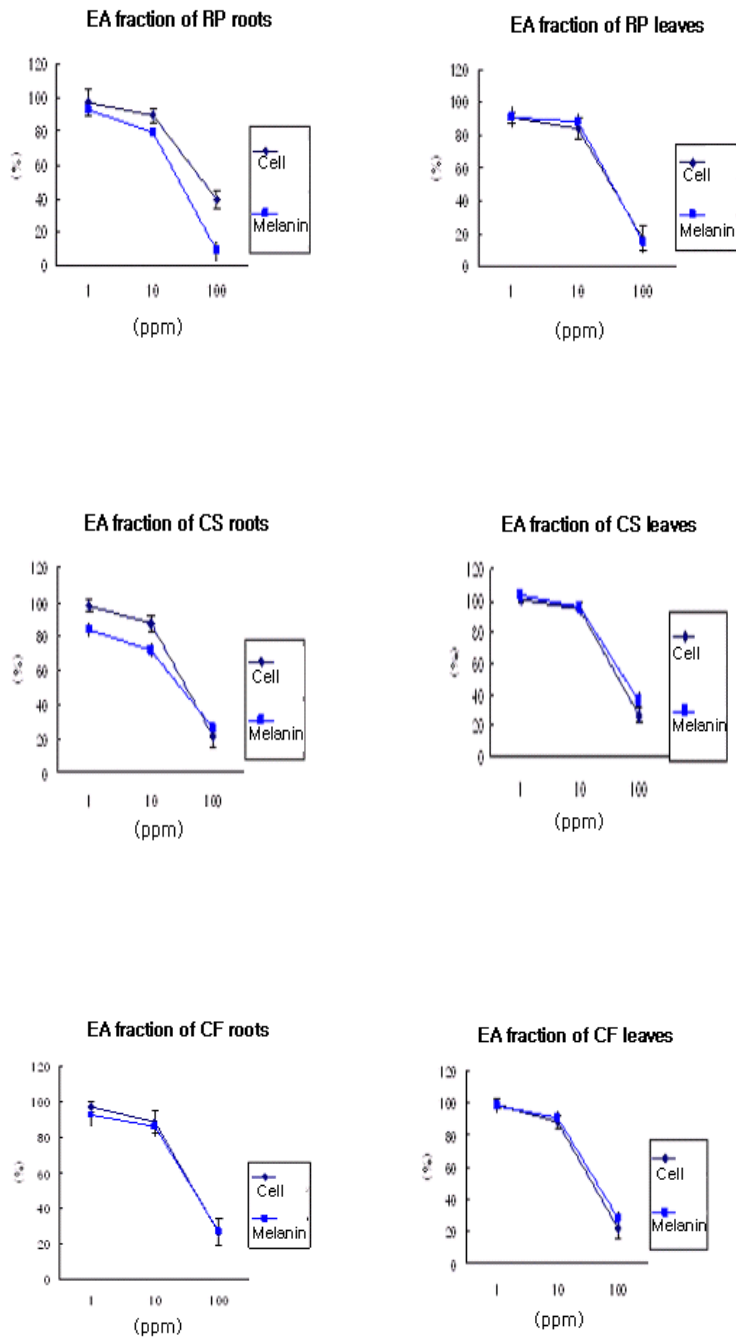 EA fraction of RP roots
120
100
80
60
40
20
0
(%)
1 10 100
(ppm)
Cell
Melanin
EA fraction of RP leaves
120
100
80
60
40
20
0
(%)
1 10 100
(ppm)
Cell
Melanin
EA fraction of CS roots
120
100
80
60
40
20
0
(%)
1 10 100
(ppm)
Cell
Melanin
EA fraction of CS leaves
120
100
80
60
40
20
0
(%)
1 10 100
(ppm)
Cell
Melanin
EA fraction of CF roots
120
100
80
60
40
20
0
(%)
1 10 100
(ppm)
Cell
Melanin
EA fraction of CF leaves
120
100
80
60
40
20
0
(%)
1 10 100
(ppm)
Cell
Melanin